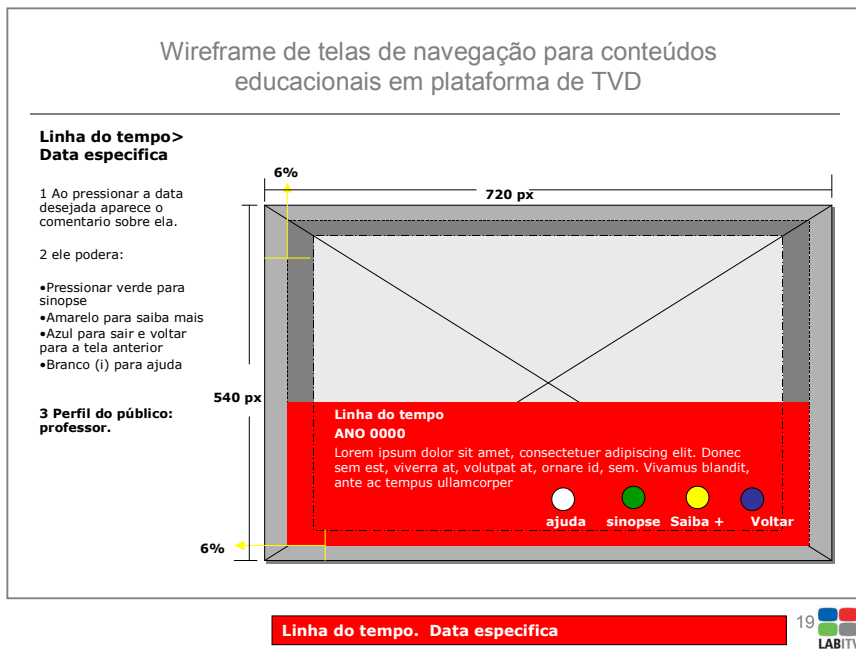 Wireframe de telas de navegação para conteúdos
educacionais em plataforma de TVD
Linha do tempo>
Data especifica
1 Ao pressionar a data
desejada aparece o
comentario sobre ela.
2 ele podera:
•Pressionar verde para
sinopse
•Amarelo para saiba mais
•Azul para sair e voltar
para a tela anterior
•Branco (i) para ajuda
3 Perfil do público:
professor.
6%
720 px
540 px
6%
Linha do tempo
ANO 0000
Lorem ipsum dolor sit amet, consectetuer adipiscing elit. Donec
sem est, viverra at, volutpat at, ornare id, sem. Vivamus blandit,
ante ac tempus ullamcorper
ajuda sinopse Saiba + Voltar
Linha do tempo. Data especifica
19
LABITV